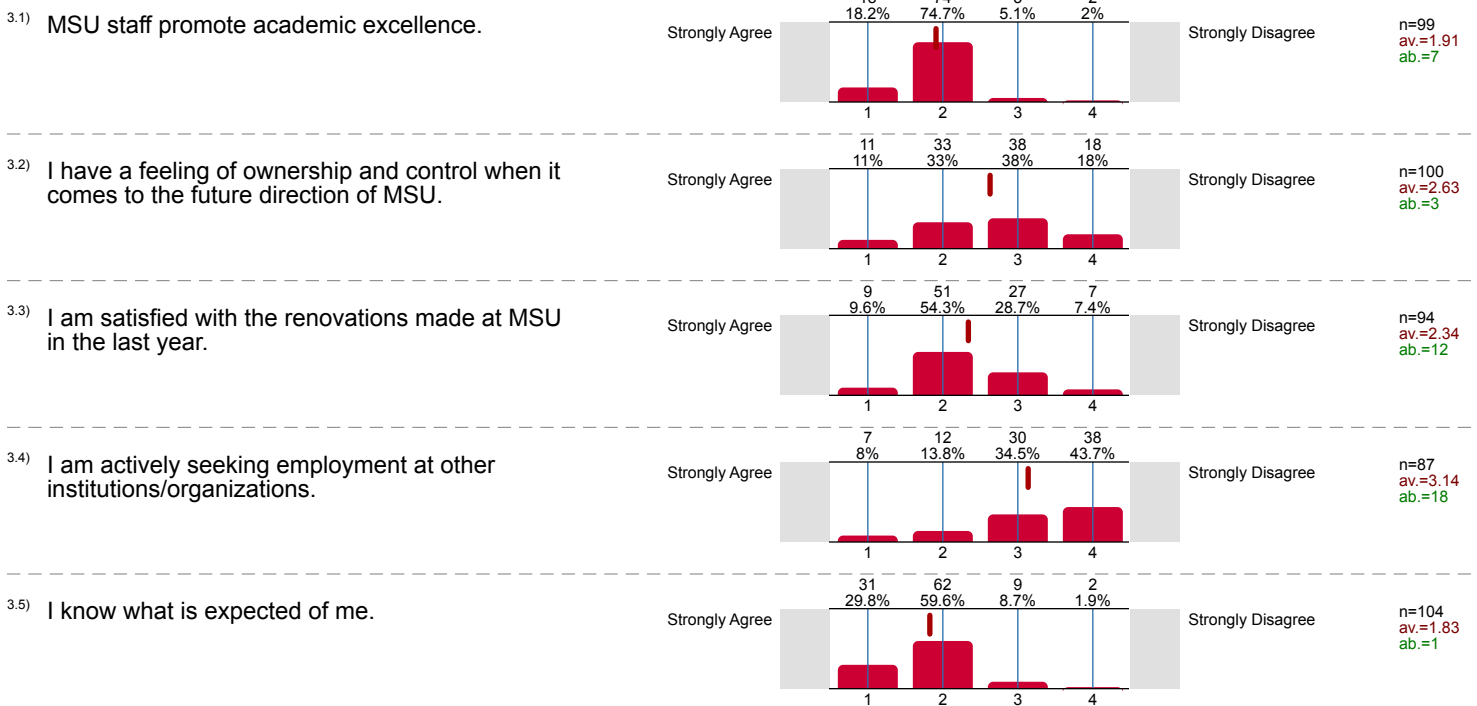 18.2% 74.7% 5.1% 2%
3.1) MSU staff promote academic excellence.
Strongly Agree
Strongly Disagree
n=99
av.=1.91
ab.=7
1 2 3 4
11 33 38 18
11% 33% 38% 18%
3.2) I have a feeling of ownership and control when it
comes to the future direction of MSU.
Strongly Agree
Strongly Disagree
n=100
av.=2.63
ab.=3
1 2 3 4
9 51 27 7
9.6% 54.3% 28.7% 7.4%
3.3) I am satisfied with the renovations made at MSU
in the last year.
Strongly Agree
Strongly Disagree
n=94
av.=2.34
ab.=12
1 2 3 4
7 12 30 38
8% 13.8% 34.5% 43.7%
3.4) I am actively seeking employment at other
institutions/organizations.
Strongly Agree
Strongly Disagree
n=87
av.=3.14
ab.=18
1 2 3 4
31 62 9 2
29.8% 59.6% 8.7% 1.9%
3.5) I know what is expected of me.
Strongly Agree
Strongly Disagree
n=104
av.=1.83
ab.=1
1 2 3 4